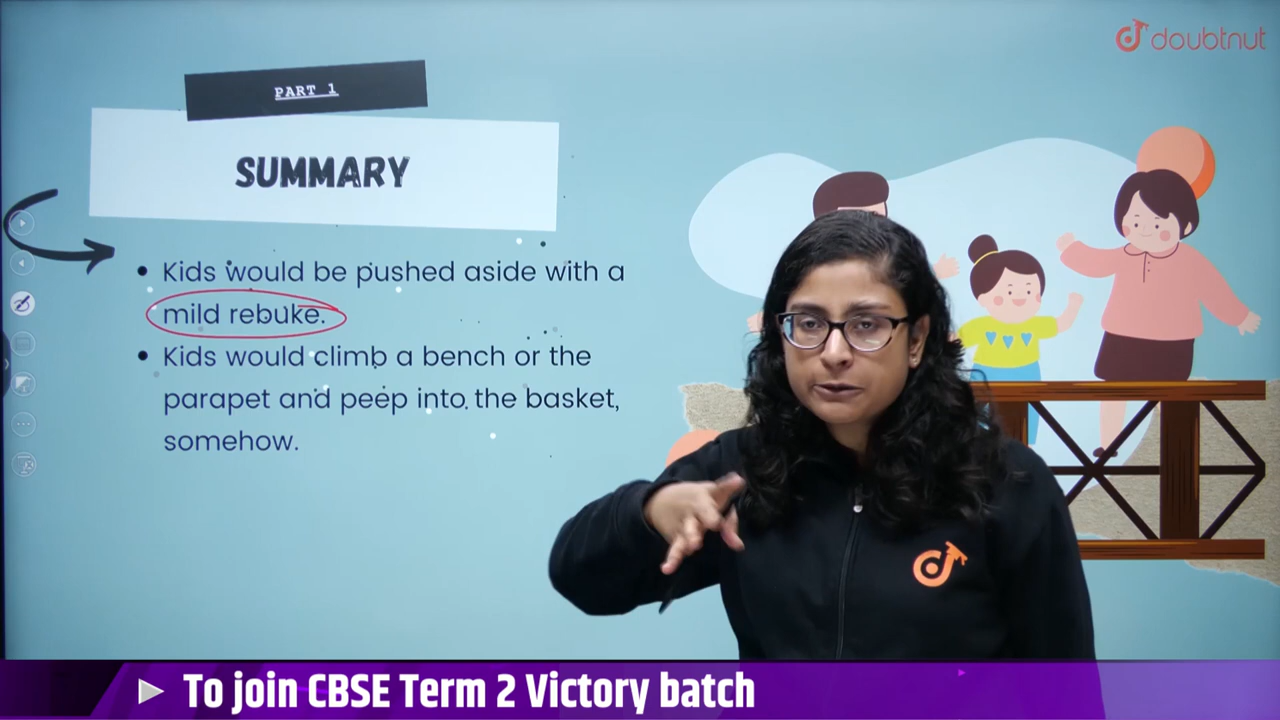 doubtnut
PART 1
SUMMARY
• Kids would be pushed aside with a
mild rebuke.
• Kids would climb a bench or the
parapet and peep into the basket,
somehow.
To join CBSE Term 2 Victory batch